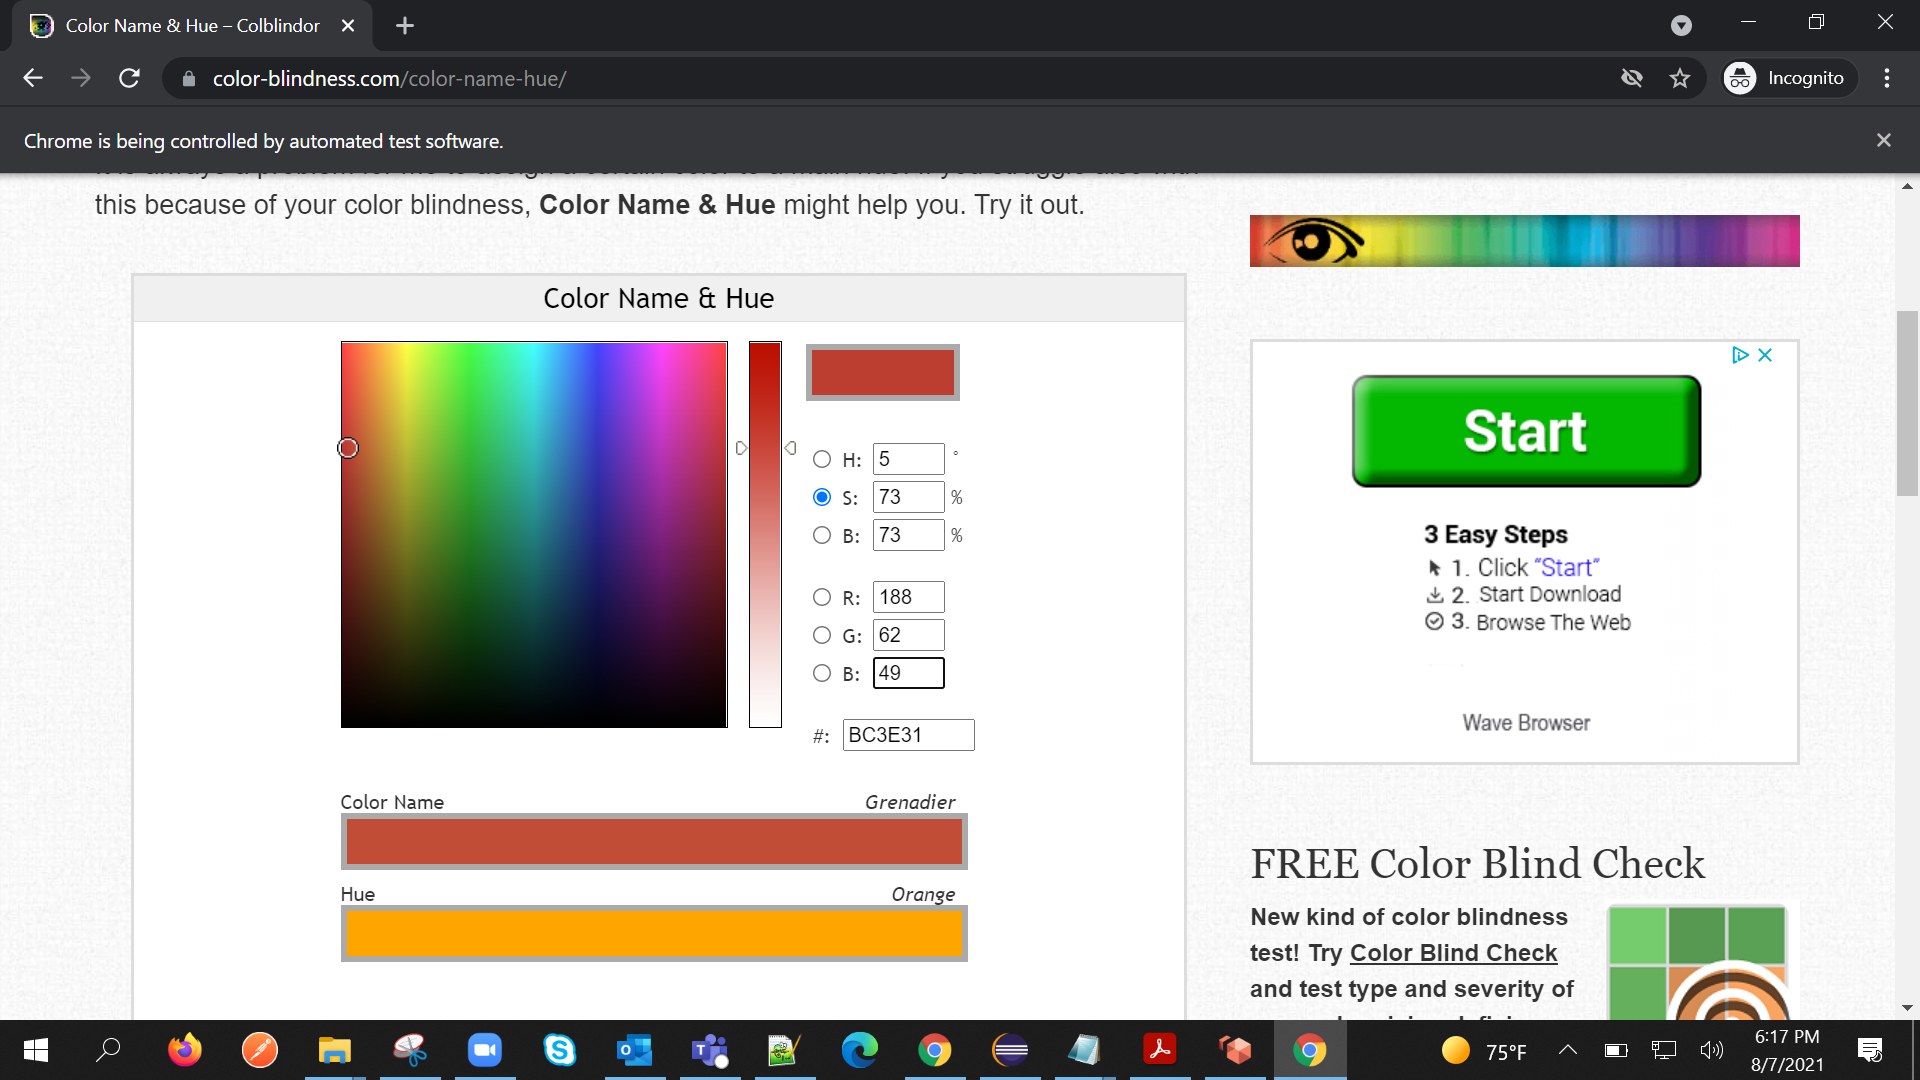 Color Name & Hue – Colblindor
color-blindness.com/color-name-hue/
Incognito
Chrome is being controlled by automated test software.
this because of your color blindness, Color Name & Hue might help you. Try it out.
Color Name & Hue
H: 5 °
S: 73 %
B: 73 %
R: 188
G: 62
B: 49
#: BC3E31
Color Name Grenadier
Hue Orange
Start
3 Easy Steps
1. Click “Start”
2. Start Download
3. Browse The Web
Wave Browser
FREE Color Blind Check
New kind of color blindness
test! Try Color Blind Check
and test type and severity of
75°F
6:17 PM
8/7/2021